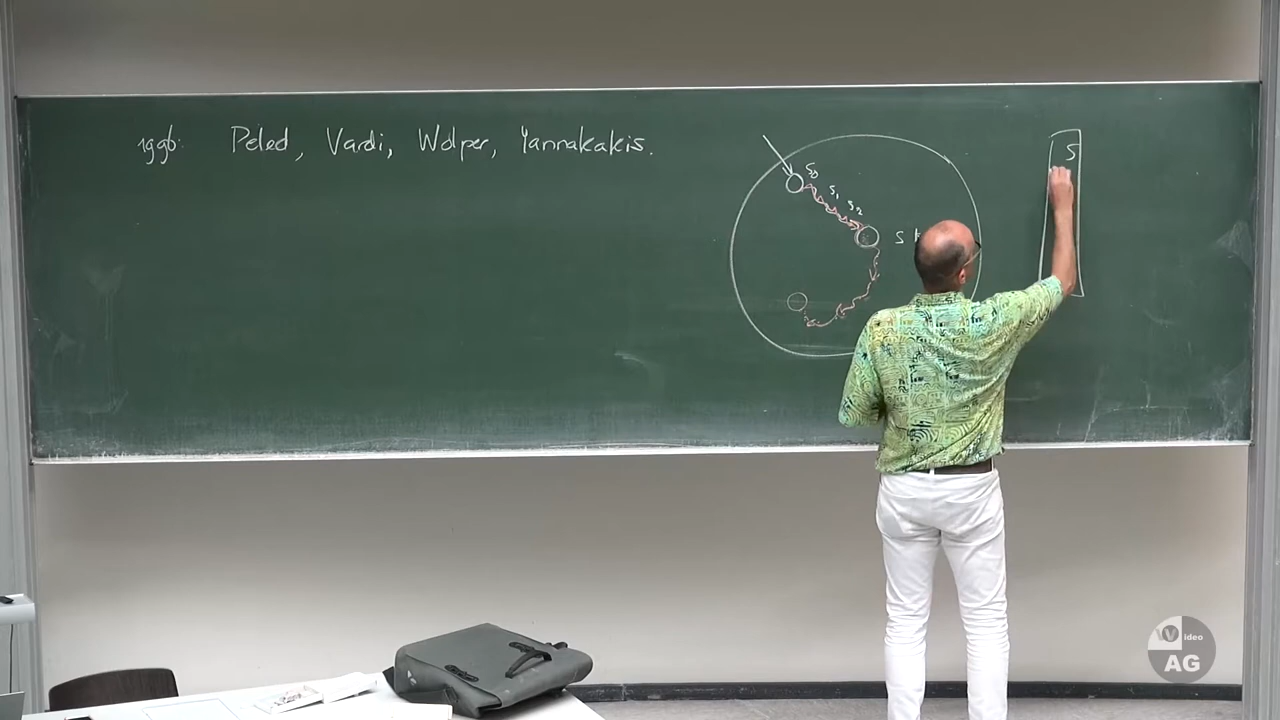 1996: Peled, Vardi, Wolper, Yannakakis.
s0
s1
s2
s
s
Video
AG